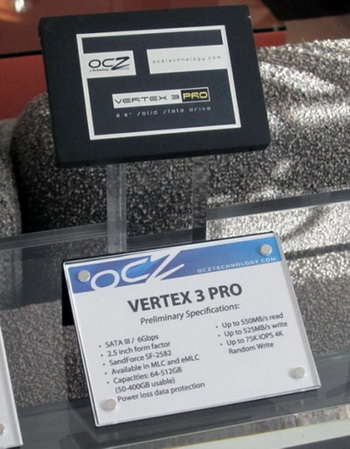 OCZ
Technology
ocztechnology.com
VERTEX 3 PRO
2.5" Solid State Drive
OCZ
OCZTECHNOLOGY.COM
VERTEX 3 PRO
Preliminary Specifications:
• SATA III / 6Gbps
• 2.5 inch form factor
• SandForce SF-2582
• Available in MLC and eMLC
• Capacities: 64-512GB
(50-400GB usable)
• Power loss data protection
• Up to 550MB/s read
• Up to 525MB/s write
• Up to 75K IOPS 4K
Random Write